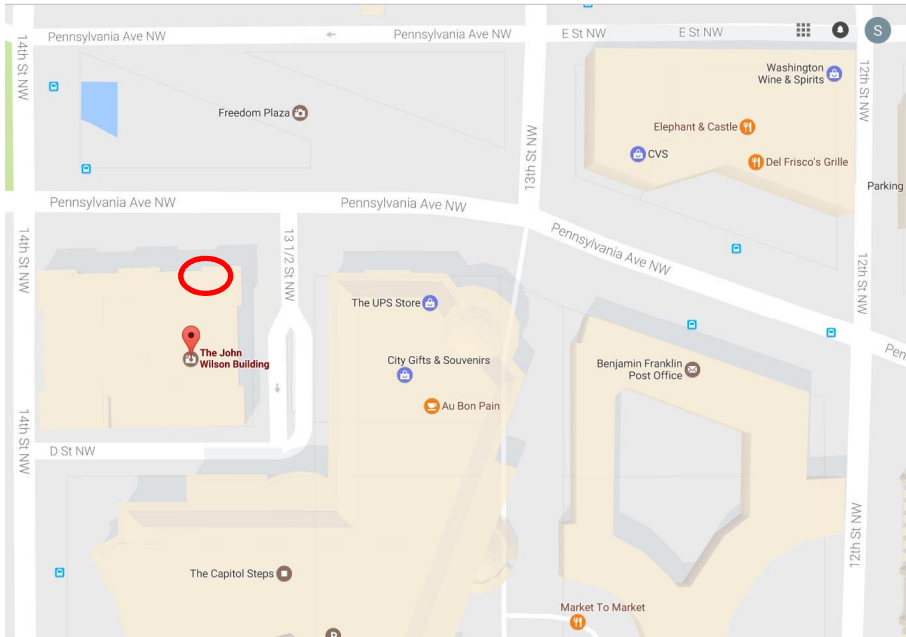 Pennsylvania Ave NW
Pennsylvania Ave NW
E St NW
E St NW
S
14th St NW
12th St NW
Washington
Wine & Spirits
Freedom Plaza
Elephant & Castle
13th St NW
CVS
Del Frisco's Grille
Parking
Pennsylvania Ave NW
Pennsylvania Ave NW
Pennsylvania Ave NW
14th St NW
13 1/2 St NW
12th St NW
The UPS Store
The John
Wilson Building
City Gifts & Souvenirs
Benjamin Franklin
Post Office
Pen
Au Bon Pain
14th St NW
D St NW
12th St NW
The Capitol Steps
Market To Market